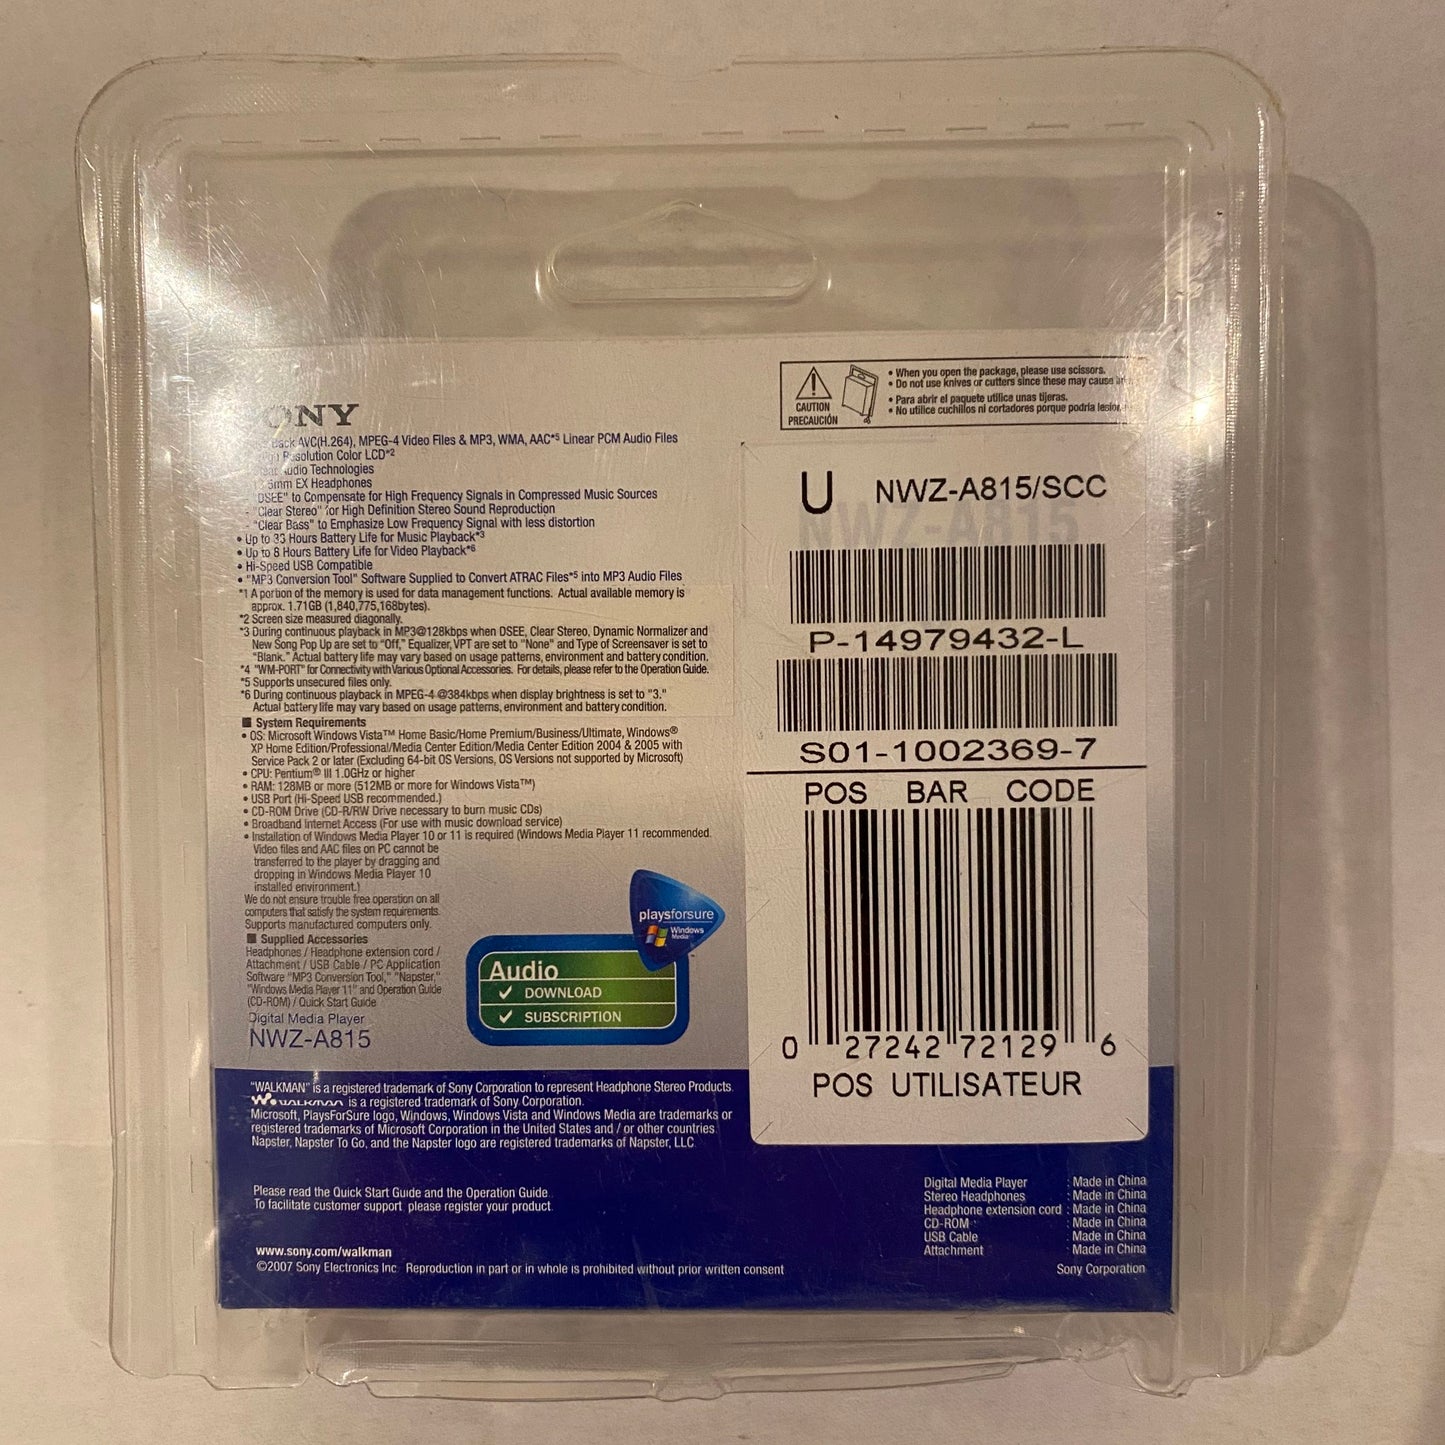 ONY
Back AVC(H.264), MPEG-4 Video Files & MP3, WMA, AAC*5 Linear PCM Audio Files
Resolution Color LCD*2
Audio Technologies
5mm EX Headphones
DSEE" to Compensate for High Frequency Signals in Compressed Music Sources
- "Clear Stereo" for High Definition Stereo Sound Reproduction
- "Clear Bass" to Emphasize Low Frequency Signal with less distortion
• Up to 33 Hours Battery Life for Music Playback*3
• Up to 8 Hours Battery Life for Video Playback*6
• Hi-Speed USB Compatible
• "MP3 Conversion Tool" Software Supplied to Convert ATRAC Files*5 into MP3 Audio Files
*1 A portion of the memory is used for data management functions. Actual available memory is
approx. 1.71GB (1,840,775,168bytes).
*2 Screen size measured diagonally.
*3 During continuous playback in MP3@128kbps when DSEE, Clear Stereo, Dynamic Normalizer and
New Song Pop Up are set to "Off," Equalizer, VPT are set to "None" and Type of Screensaver is set to
"Blank." Actual battery life may vary based on usage patterns, environment and battery condition.
*4 "WM-PORT" for Connectivity with Various Optional Accessories. For details, please refer to the Operation Guide.
*5 Supports unsecured files only.
*6 During continuous playback in MPEG-4 @384kbps when display brightness is set to "3."
Actual battery life may vary based on usage patterns, environment and battery condition.
■ System Requirements
• OS: Microsoft Windows Vista™ Home Basic/Home Premium/Business/Ultimate, Windows®
XP Home Edition/Professional/Media Center Edition/Media Center Edition 2004 & 2005 with
Service Pack 2 or later (Excluding 64-bit OS Versions, OS Versions not supported by Microsoft)
• CPU: Pentium® III 1.0GHz or higher
• RAM: 128MB or more (512MB or more for Windows Vista™)
• USB Port (Hi-Speed USB recommended.)
• CD-ROM Drive (CD-R/RW Drive necessary to burn music CDs)
• Broadband Internet Access (For use with music download service)
• Installation of Windows Media Player 10 or 11 is required (Windows Media Player 11 recommended.
Video files and AAC files on PC cannot be
transferred to the player by dragging and
dropping in Windows Media Player 10
installed environment.)
We do not ensure trouble free operation on all
computers that satisfy the system requirements.
Supports manufactured computers only.
■ Supplied Accessories
Headphones / Headphone extension cord /
Attachment / USB Cable / PC Application
Software "MP3 Conversion Tool," "Napster,"
"Windows Media Player 11" and Operation Guide
(CD-ROM) / Quick Start Guide
Digital Media Player
NWZ-A815
playsforsure
Windows
Media
Audio
✓ DOWNLOAD
✓ SUBSCRIPTION
CAUTION
PRECAUCIÓN
• When you open the package, please use scissors.
• Do not use knives or cutters since these may cause
• Para abrir el paquete utilice unas tijeras.
• No utilice cuchillos ni cortadores porque podría
U NWZ-A815/SCC
NWZ-A815
P-14979432-L
S01-1002369-7
POS BAR CODE
0 27242 72129 6
POS UTILISATEUR
"WALKMAN" is a registered trademark of Sony Corporation to represent Headphone Stereo Products.
WALKMAN is a registered trademark of Sony Corporation.
Microsoft, PlaysForSure logo, Windows, Windows Vista and Windows Media are trademarks or
registered trademarks of Microsoft Corporation in the United States and / or other countries.
Napster, Napster To Go, and the Napster logo are registered trademarks of Napster, LLC.
Please read the Quick Start Guide and the Operation Guide.
To facilitate customer support please register your product.
www.sony.com/walkman
©2007 Sony Electronics Inc. Reproduction in part or in whole is prohibited without prior written consent
Digital Media Player : Made in China
Stereo Headphones : Made in China
Headphone extension cord : Made in China
CD-ROM : Made in China
USB Cable : Made in China
Attachment : Made in China
Sony Corporation